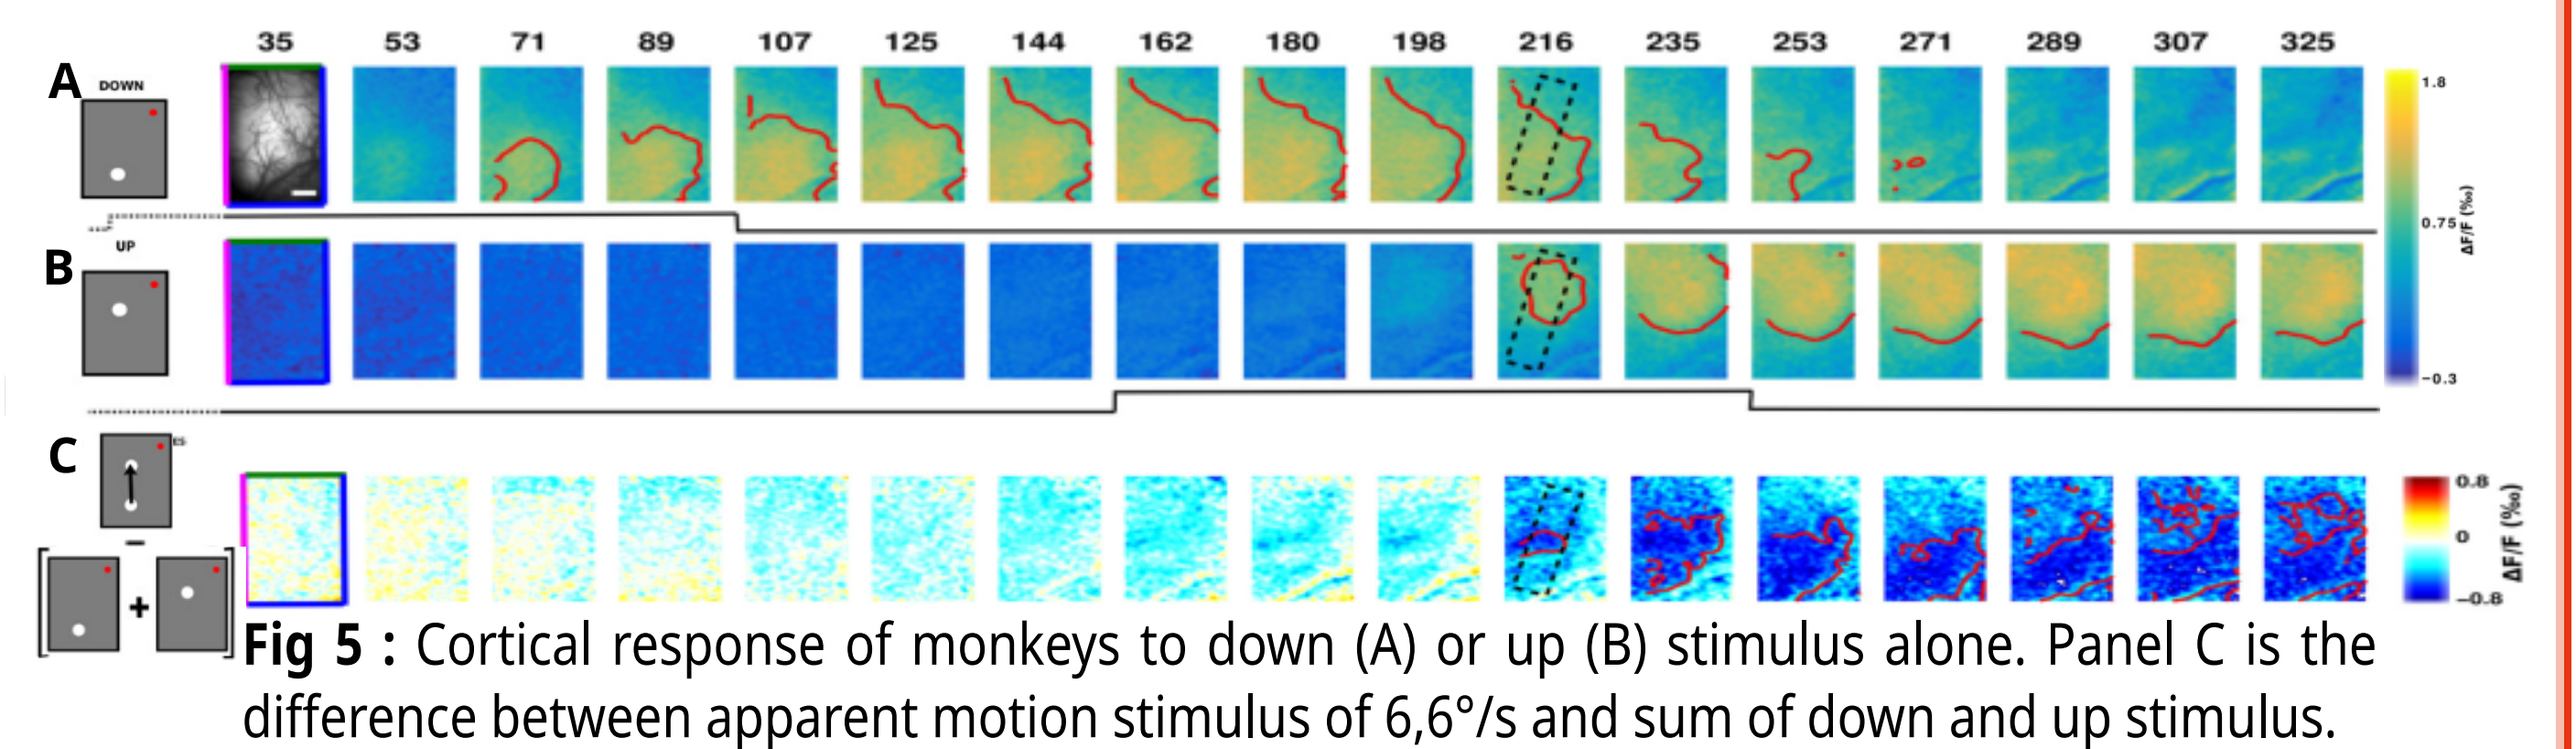 35 53 71 89 107 125 144 162 180 198 216 235 253 271 289 307 325
A
DOWN
1.8
0.75
-0.3
ΔF/F (‰)
UP
B
C
ES
−
+
0.8
0
-0.8
ΔF/F (‰)
Fig 5 : Cortical response of monkeys to down (A) or up (B) stimulus alone. Panel C is the
difference between apparent motion stimulus of 6,6°/s and sum of down and up stimulus.